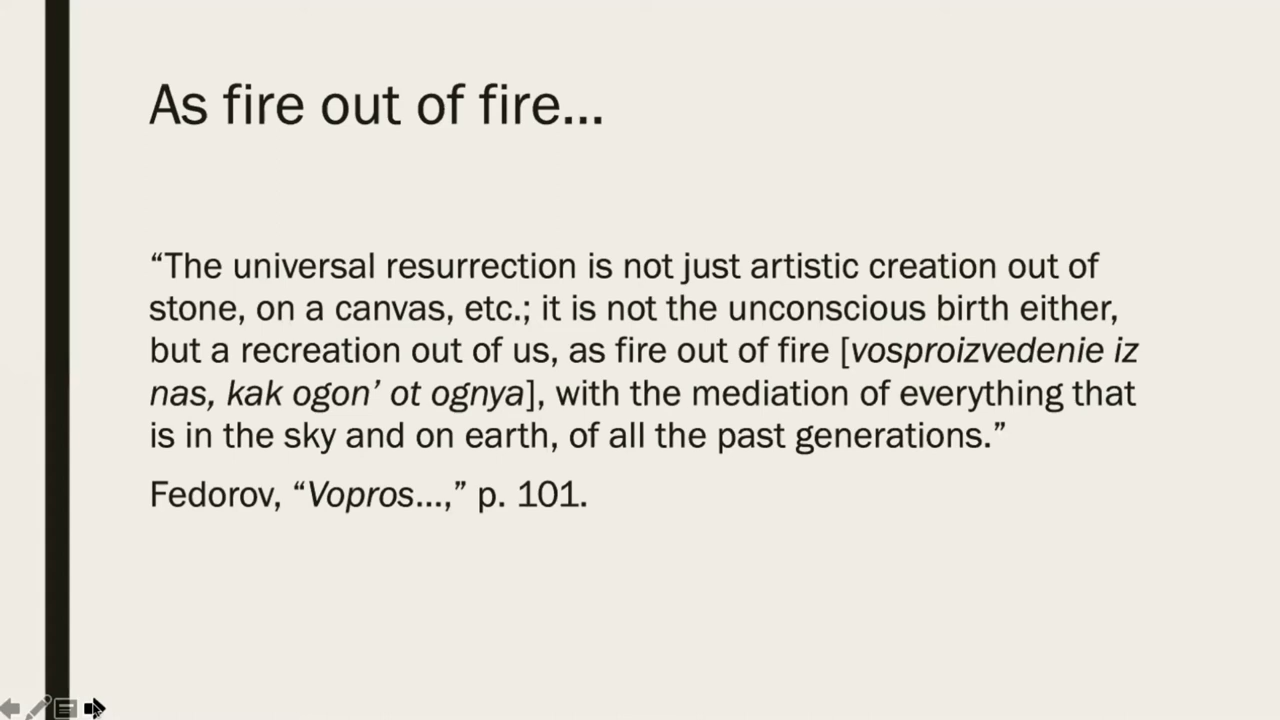 As fire out of fire...
“The universal resurrection is not just artistic creation out of
stone, on a canvas, etc.; it is not the unconscious birth either,
but a recreation out of us, as fire out of fire [vosproizvedenie iz
nas, kak ogon’ ot ognya], with the mediation of everything that
is in the sky and on earth, of all the past generations.”
Fedorov, “Vopros...,” p. 101.